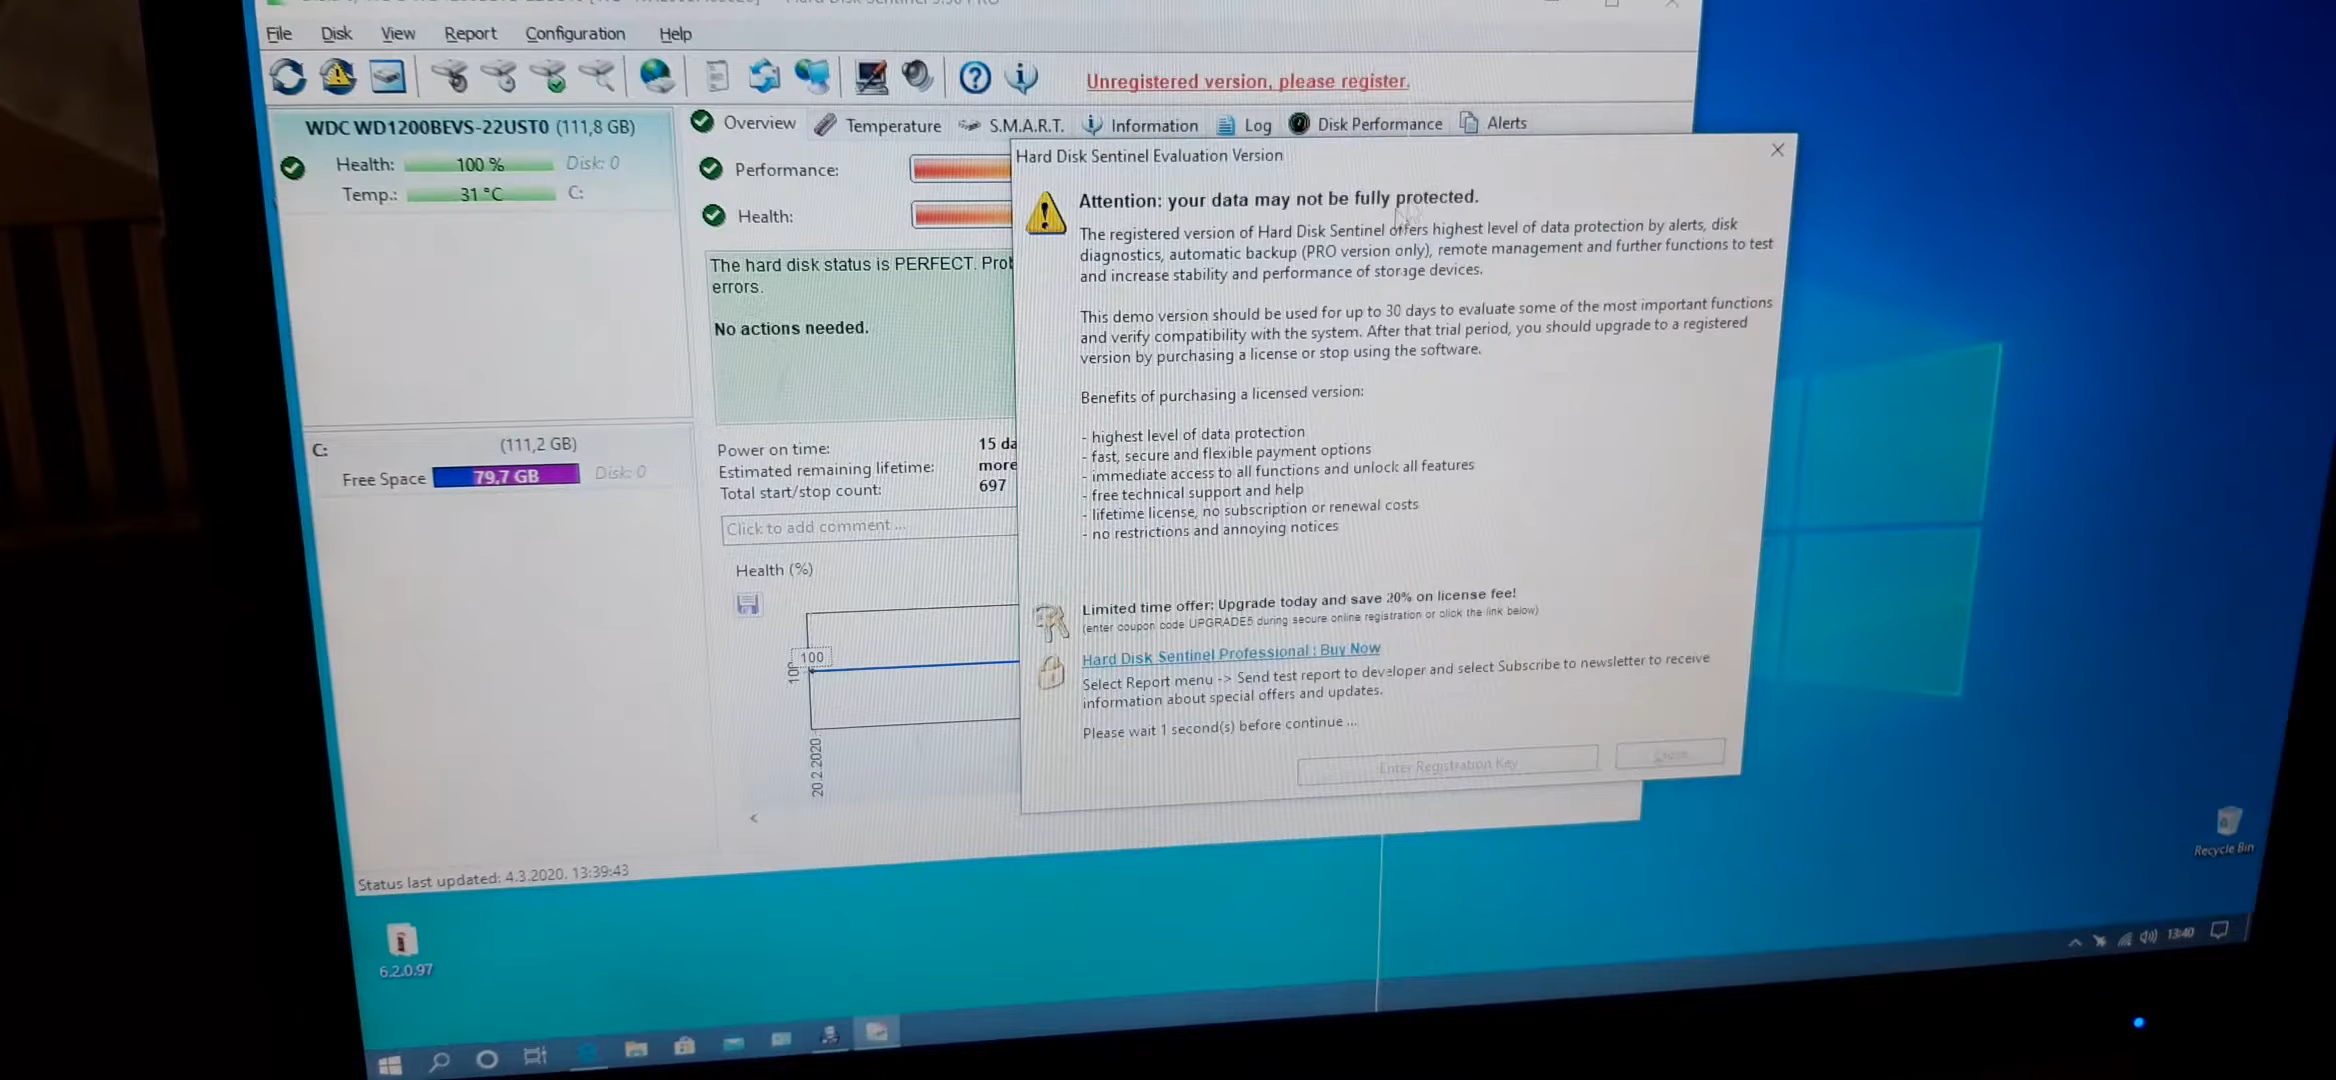 File Disk View Report Configuration Help
Unregistered version, please register.
WDC WD1200BEVS-22UST0 (111,8 GB)
Health: 100 % Disk: 0
Temp.: 31 °C C:
C: (111,2 GB)
Free Space 79,7 GB Disk: 0
Overview Temperature S.M.A.R.T. Information Log Disk Performance Alerts
Performance:
Health:
The hard disk status is PERFECT.
errors.
No actions needed.
Power on time: 15 da
Estimated remaining lifetime: more
Total start/stop count: 697
Click to add comment ...
Health (%)
100
100
20.2.2020
Status last updated: 4.3.2020. 13:39:43
Hard Disk Sentinel Evaluation Version
Attention: your data may not be fully protected.
The registered version of Hard Disk Sentinel offers highest level of data protection by alerts, disk
diagnostics, automatic backup (PRO version only), remote management and further functions to test
and increase stability and performance of storage devices.
This demo version should be used for up to 30 days to evaluate some of the most important functions
and verify compatibility with the system. After that trial period, you should upgrade to a registered
version by purchasing a license or stop using the software.
Benefits of purchasing a licensed version:
- highest level of data protection
- fast, secure and flexible payment options
- immediate access to all functions and unlock all features
- free technical support and help
- lifetime license, no subscription or renewal costs
- no restrictions and annoying notices
Limited time offer: Upgrade today and save 20% on license fee!
(enter coupon code UPGRADE5 during secure online registration or click the link below)
Hard Disk Sentinel Professional : Buy Now
Select Report menu -> Send test report to developer and select Subscribe to newsletter to receive
information about special offers and updates.
Please wait 1 second(s) before continue ...
Enter Registration Key
Recycle Bin
6.2.0.97
13:40